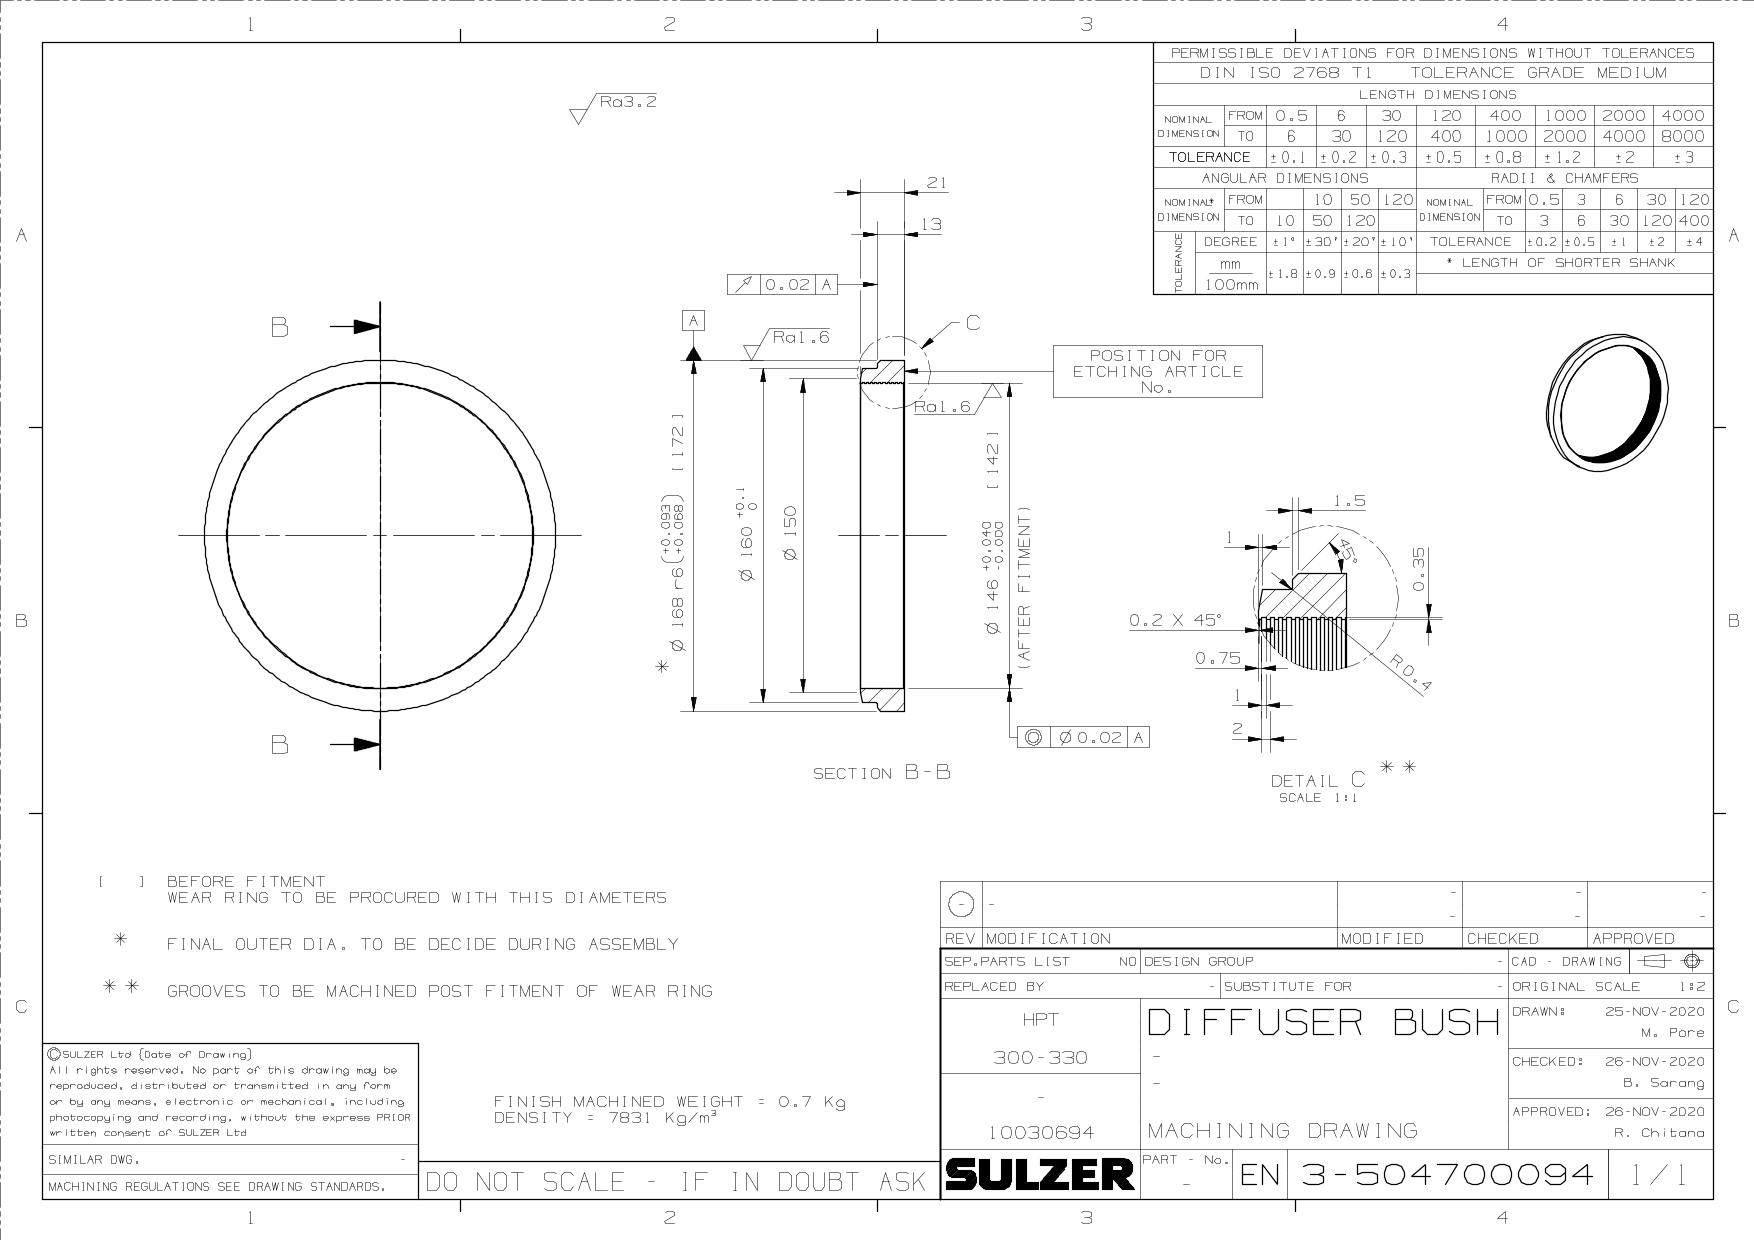 1 2 3 4
A A
B B
C C
1 2 3 4
PERMISSIBLE DEVIATIONS FOR DIMENSIONS WITHOUT TOLERANCES
DIN ISO 2768 T1 TOLERANCE GRADE MEDIUM
LENGTH DIMENSIONS
NOMINAL DIMENSION
FROM 0.5 6 30 120 400 1000 2000 4000
TO 6 30 120 400 1000 2000 4000 8000
TOLERANCE ±0.1 ±0.2 ±0.3 ±0.5 ±0.8 ±1.2 ±2 ±3
ANGULAR DIMENSIONS RADII & CHAMFERS
NOMINAL* DIMENSION
FROM 10 50 120
TO 10 50 120
NOMINAL DIMENSION
FROM 0.5 3 6 30 120
TO 3 6 30 120 400
TOLERANCE
DEGREE ±1° ±30' ±20' ±10'
TOLERANCE ±0.2 ±0.5 ±1 ±2 ±4
mm
100mm
±1.8 ±0.9 ±0.6 ±0.3
* LENGTH OF SHORTER SHANK
Ra3.2
21
13
0.02 A
A
Ra1.6
C
POSITION FOR
ETCHING ARTICLE
No.
Ra1.6
B
B
* Ø 168 r6(+0.093 +0.068) [172]
Ø 160 +0.1 0
Ø 150
Ø 146 +0.040 -0.000 [142]
(AFTER FITMENT)
Ø 0.02 A
SECTION B-B
1.5
1
45°
0.35
0.2 X 45°
0.75
R0.4
1
2
DETAIL C **
SCALE 1:1
[ ] BEFORE FITMENT
WEAR RING TO BE PROCURED WITH THIS DIAMETERS
* FINAL OUTER DIA. TO BE DECIDE DURING ASSEMBLY
** GROOVES TO BE MACHINED POST FITMENT OF WEAR RING
FINISH MACHINED WEIGHT = 0.7 Kg
DENSITY = 7831 Kg/m³
©SULZER Ltd {Date of Drawing}
All rights reserved. No part of this drawing may be
reproduced, distributed or transmitted in any form
or by any means, electronic or mechanical, including
photocopying and recording, without the express PRIOR
written consent of SULZER Ltd
SIMILAR DWG. -
MACHINING REGULATIONS SEE DRAWING STANDARDS.
DO NOT SCALE - IF IN DOUBT ASK
- - - - -
- - -
REV MODIFICATION MODIFIED CHECKED APPROVED
SEP.PARTS LIST NO DESIGN GROUP - CAD - DRAWING
REPLACED BY - SUBSTITUTE FOR - ORIGINAL SCALE 1:2
HPT
300-330
-
10030694
DIFFUSER BUSH
-
-
MACHINING DRAWING
DRAWN: 25-NOV-2020
M. Pore
CHECKED: 26-NOV-2020
B. Sarang
APPROVED: 26-NOV-2020
R. Chitana
SULZER
PART - No.
-
EN 3-504700094 1/1